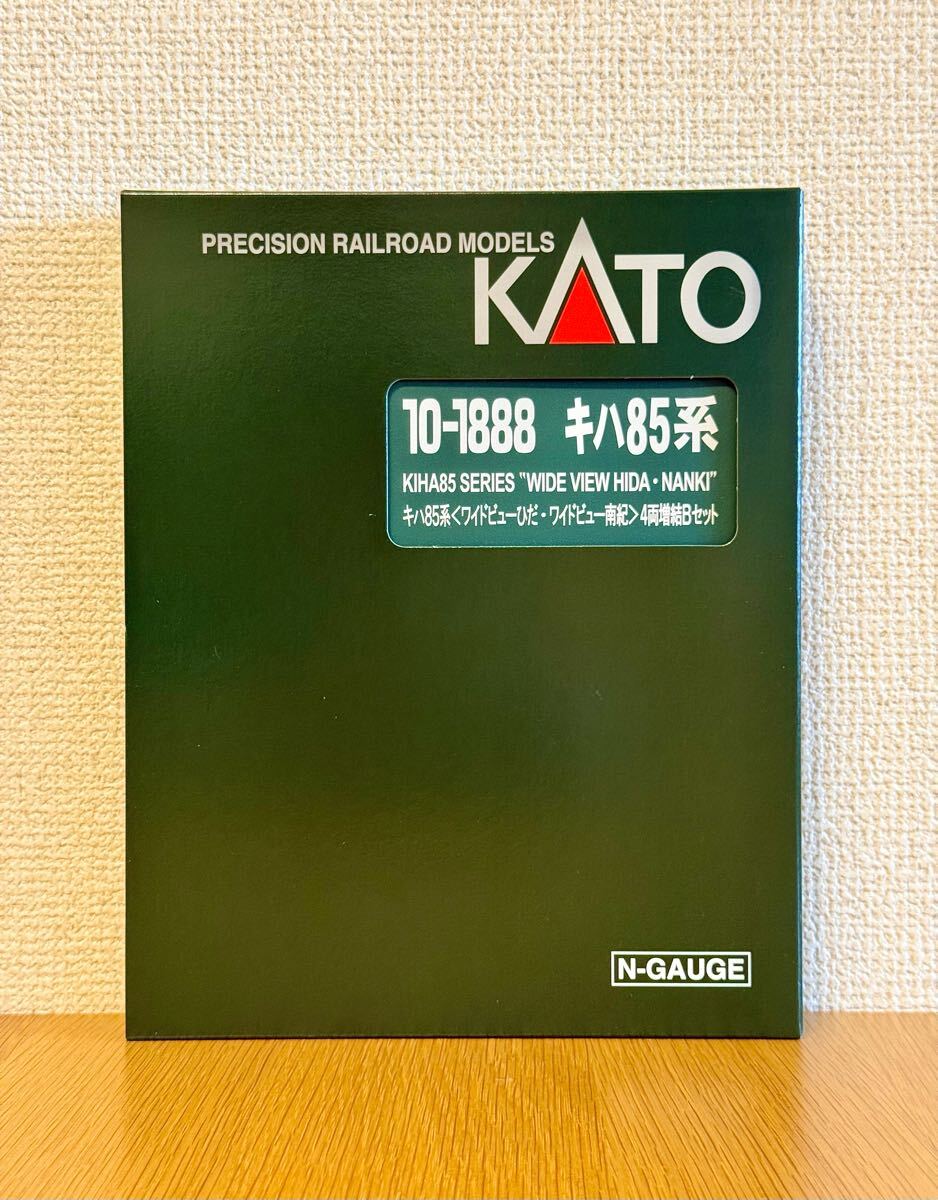 PRECISION RAILROAD MODELS
KATO
10-1888 キハ85系
KIHA85 SERIES "WIDE VIEW HIDA・NANKI"
キハ85系<ワイドビューひだ・ワイドビュー南紀>4両増結Bセット
N-GAUGE